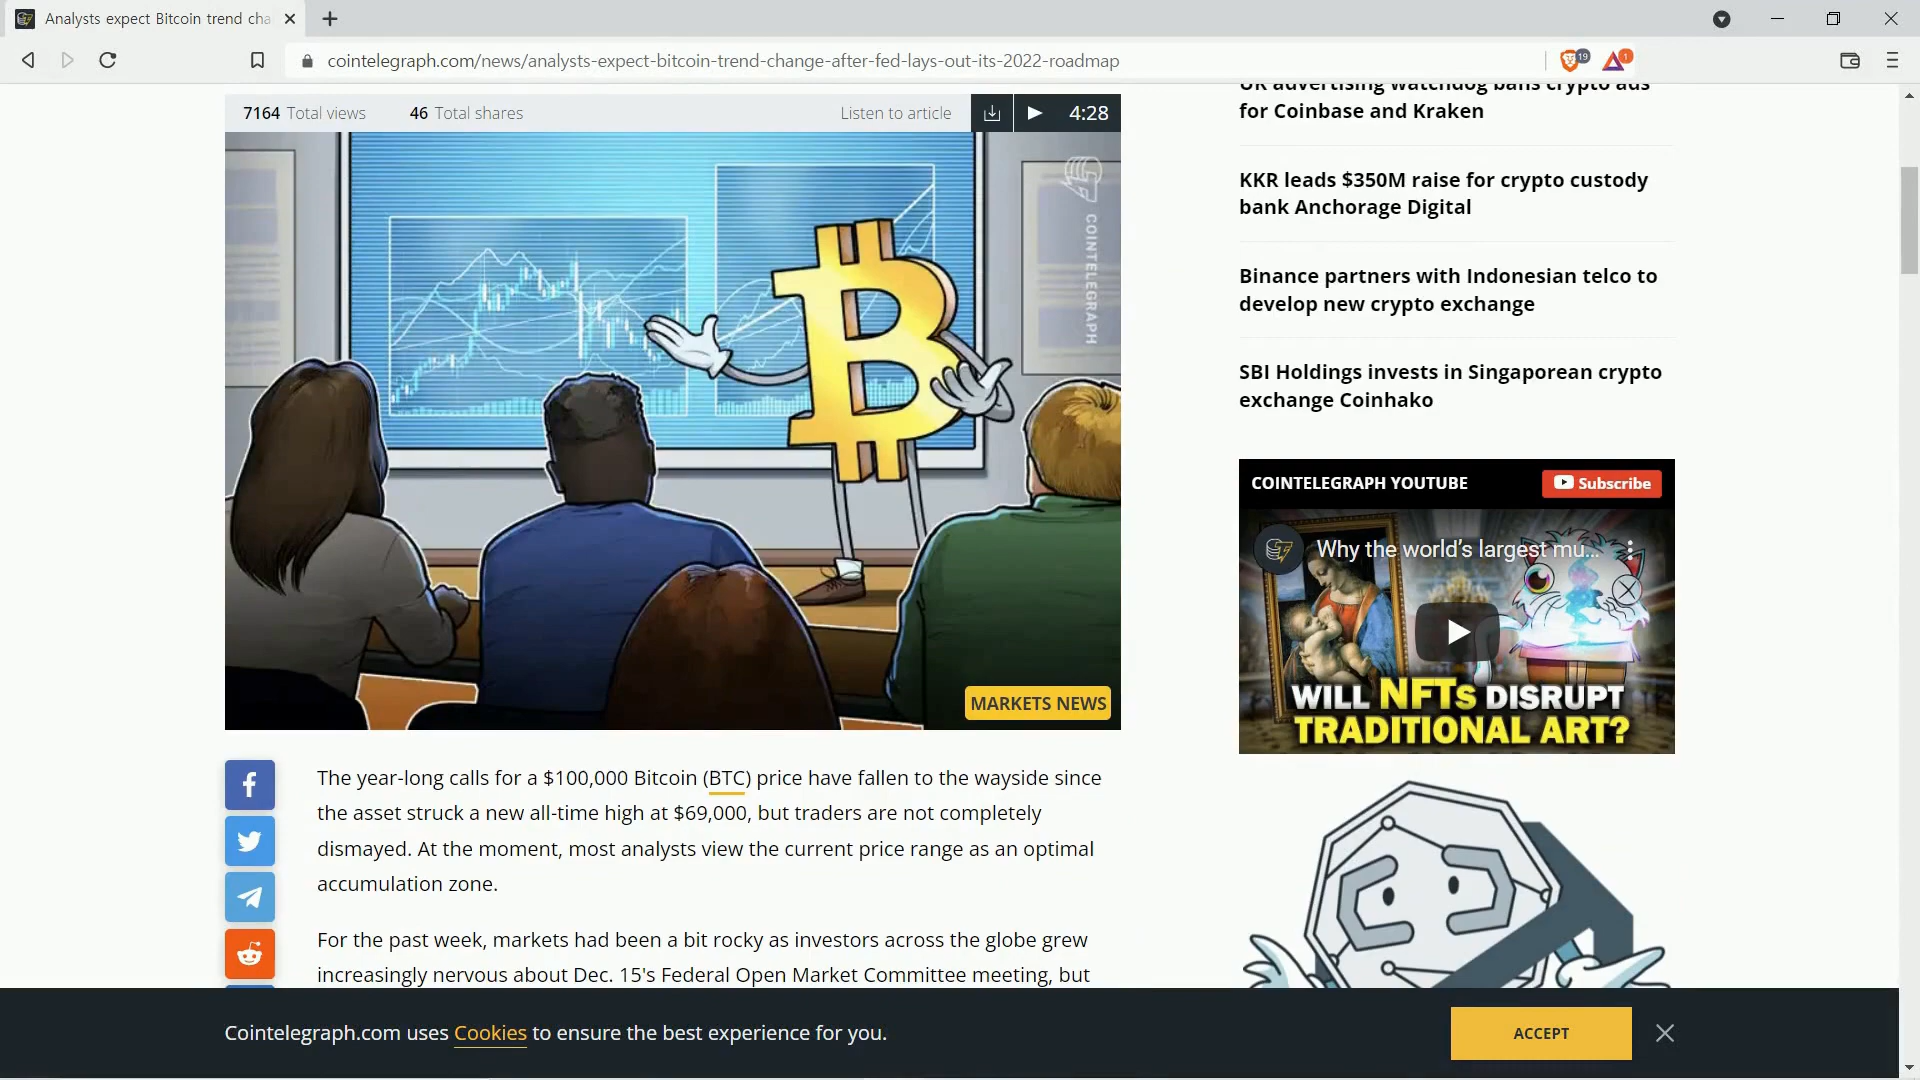 Analysts expect Bitcoin trend cha
cointelegraph.com/news/analysts-expect-bitcoin-trend-change-after-fed-lays-out-its-2022-roadmap
19
1
7164 Total views
46 Total shares
Listen to article
4:28
COINTELEGRAPH
MARKETS NEWS
The year-long calls for a $100,000 Bitcoin (BTC) price have fallen to the wayside since
the asset struck a new all-time high at $69,000, but traders are not completely
dismayed. At the moment, most analysts view the current price range as an optimal
accumulation zone.
For the past week, markets had been a bit rocky as investors across the globe grew
increasingly nervous about Dec. 15's Federal Open Market Committee meeting, but
UK advertising watchdog bans crypto ads
for Coinbase and Kraken
KKR leads $350M raise for crypto custody
bank Anchorage Digital
Binance partners with Indonesian telco to
develop new crypto exchange
SBI Holdings invests in Singaporean crypto
exchange Coinhako
COINTELEGRAPH YOUTUBE
Subscribe
Why the world's largest mu...
WILL NFTs DISRUPT
TRADITIONAL ART?
Cointelegraph.com uses Cookies to ensure the best experience for you.
ACCEPT